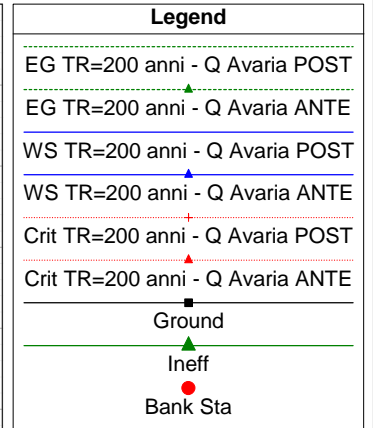 Legend
EG TR=200 anni - Q Avaria POST
EG TR=200 anni - Q Avaria ANTE
WS TR=200 anni - Q Avaria POST
WS TR=200 anni - Q Avaria ANTE
Crit TR=200 anni - Q Avaria POST
Crit TR=200 anni - Q Avaria ANTE
Ground
Ineff
Bank Sta